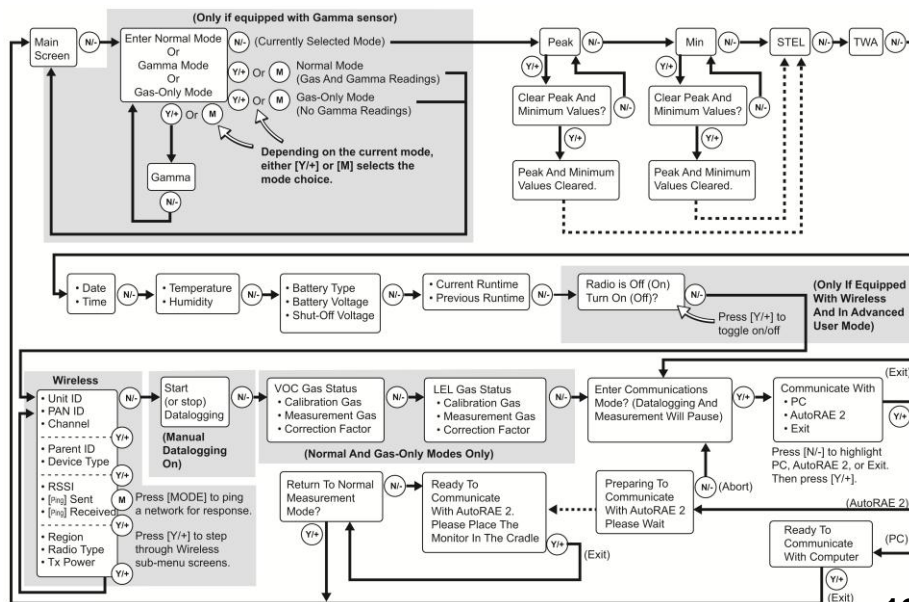 (Only if equipped with Gamma sensor)
Main
Screen
N/-
Enter Normal Mode
Or
Gamma Mode
Or
Gas-Only Mode
N/-
(Currently Selected Mode)
Y/+ Or M
Normal Mode
(Gas And Gamma Readings)
Y/+ Or M
Gas-Only Mode
(No Gamma Readings)
Y/+ Or M
Depending on the current mode,
either [Y/+] or [M] selects the
mode choice.
Gamma
N/-
Peak
N/-
Min
N/-
STEL
N/-
TWA
N/-
Y/+
Clear Peak And
Minimum Values?
N/-
Y/+
Peak And Minimum
Values Cleared.
Y/+
Clear Peak And
Minimum Values?
N/-
Y/+
Peak And Minimum
Values Cleared.
• Date
• Time
N/-
• Temperature
• Humidity
N/-
• Battery Type
• Battery Voltage
• Shut-Off Voltage
N/-
• Current Runtime
• Previous Runtime
N/-
Radio is Off (On)
Turn On (Off)?
N/-
Press [Y/+] to
toggle on/off
(Only If Equipped
With Wireless
And In Advanced
User Mode)
Wireless
• Unit ID
• PAN ID
• Channel
N/-
Y/+
• Parent ID
• Device Type
Y/+
• RSSI
• [Ping] Sent
• [Ping] Received
M
Press [MODE] to ping
a network for response.
Y/+
• Region
• Radio Type
• Tx Power
Y/+
Press [Y/+] to step
through Wireless
sub-menu screens.
Start
(or stop)
Datalogging
N/-
(Manual
Datalogging
On)
VOC Gas Status
• Calibration Gas
• Measurement Gas
• Correction Factor
N/-
LEL Gas Status
• Calibration Gas
• Measurement Gas
• Correction Factor
N/-
(Normal And Gas-Only Modes Only)
Enter Communications
Mode? (Datalogging And
Measurement Will Pause)
Y/+
Communicate With
• PC
• AutoRAE 2
• Exit
(Exit)
Y/+
Press [N/-] to highlight
PC, AutoRAE 2, or Exit.
Then press [Y/+].
(AutoRAE 2)
N/- (Abort)
Preparing To
Communicate
With AutoRAE 2
Please Wait
Ready To
Communicate
With AutoRAE 2.
Please Place The
Monitor In The Cradle
Y/+
(Exit)
N/-
Return To Normal
Measurement
Mode?
Y/+
(PC)
Ready To
Communicate
With Computer
Y/+
(Exit)